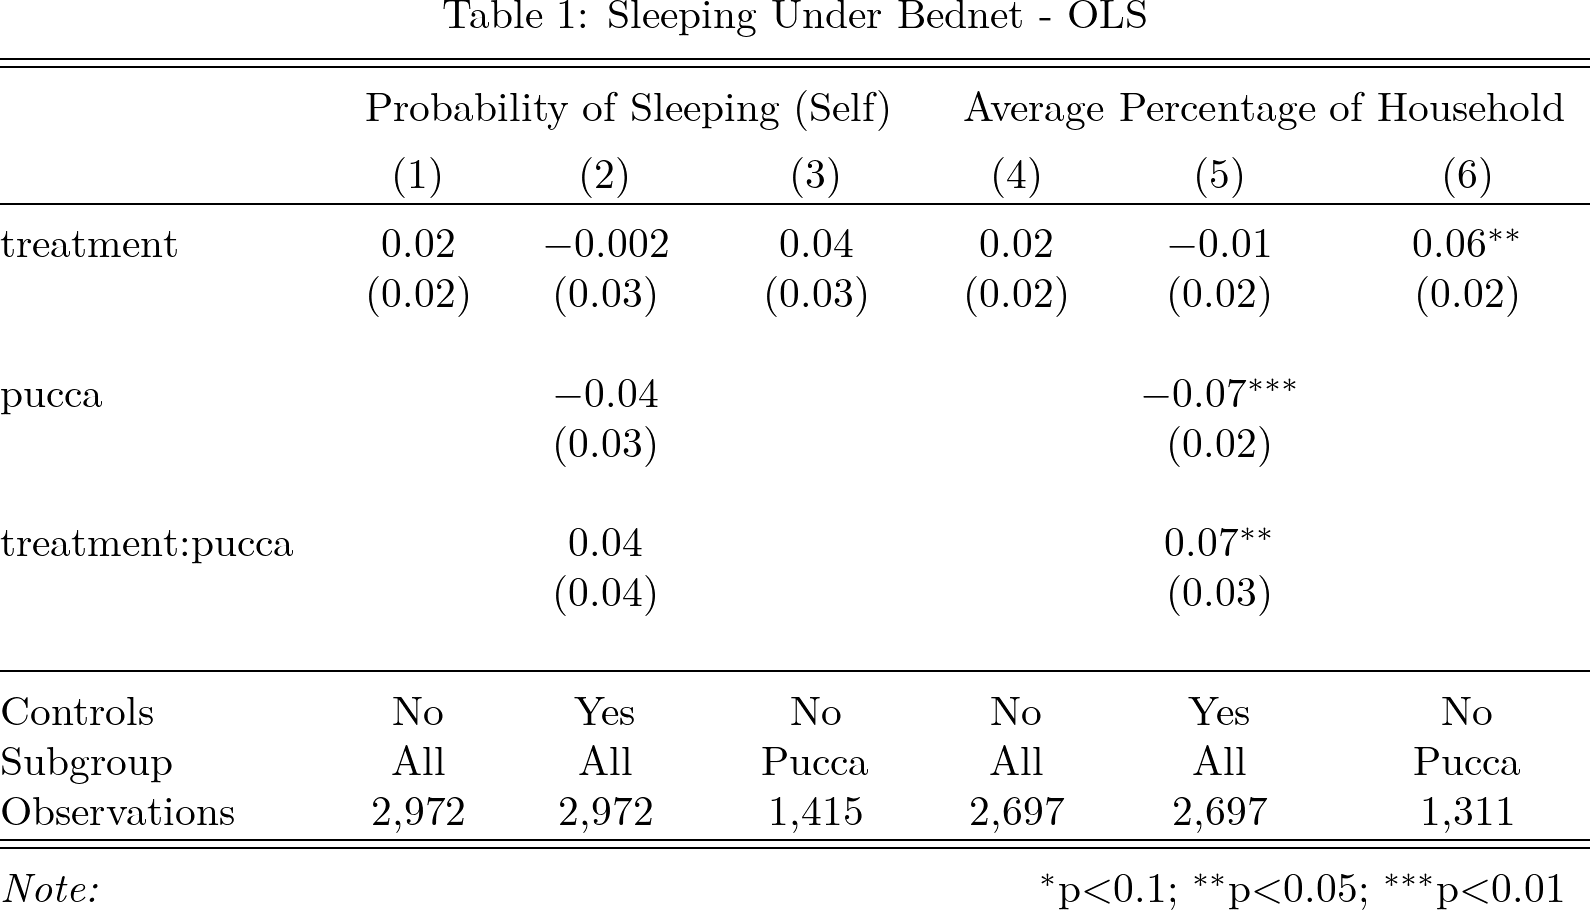 Table 1: Sleeping Under Bednet - OLS
Probability of Sleeping (Self) Average Percentage of Household
(1) (2) (3) (4) (5) (6)
treatment 0.02 −0.002 0.04 0.02 −0.01 0.06**
(0.02) (0.03) (0.03) (0.02) (0.02) (0.02)
pucca −0.04 −0.07***
(0.03) (0.02)
treatment:pucca 0.04 0.07**
(0.04) (0.03)
Controls No Yes No No Yes No
Subgroup All All Pucca All All Pucca
Observations 2,972 2,972 1,415 2,697 2,697 1,311
Note: *p<0.1; **p<0.05; ***p<0.01